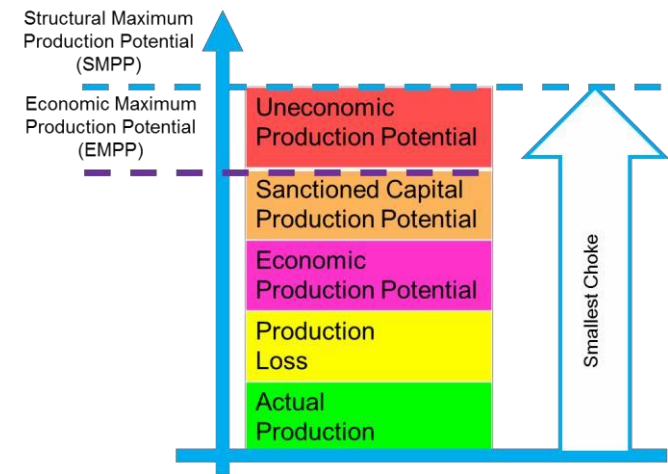 Structural Maximum
Production Potential
(SMPP)
Economic Maximum
Production Potential
(EMPP)
Uneconomic
Production Potential
Sanctioned Capital
Production Potential
Economic
Production Potential
Production
Loss
Actual
Production
Smallest Choke